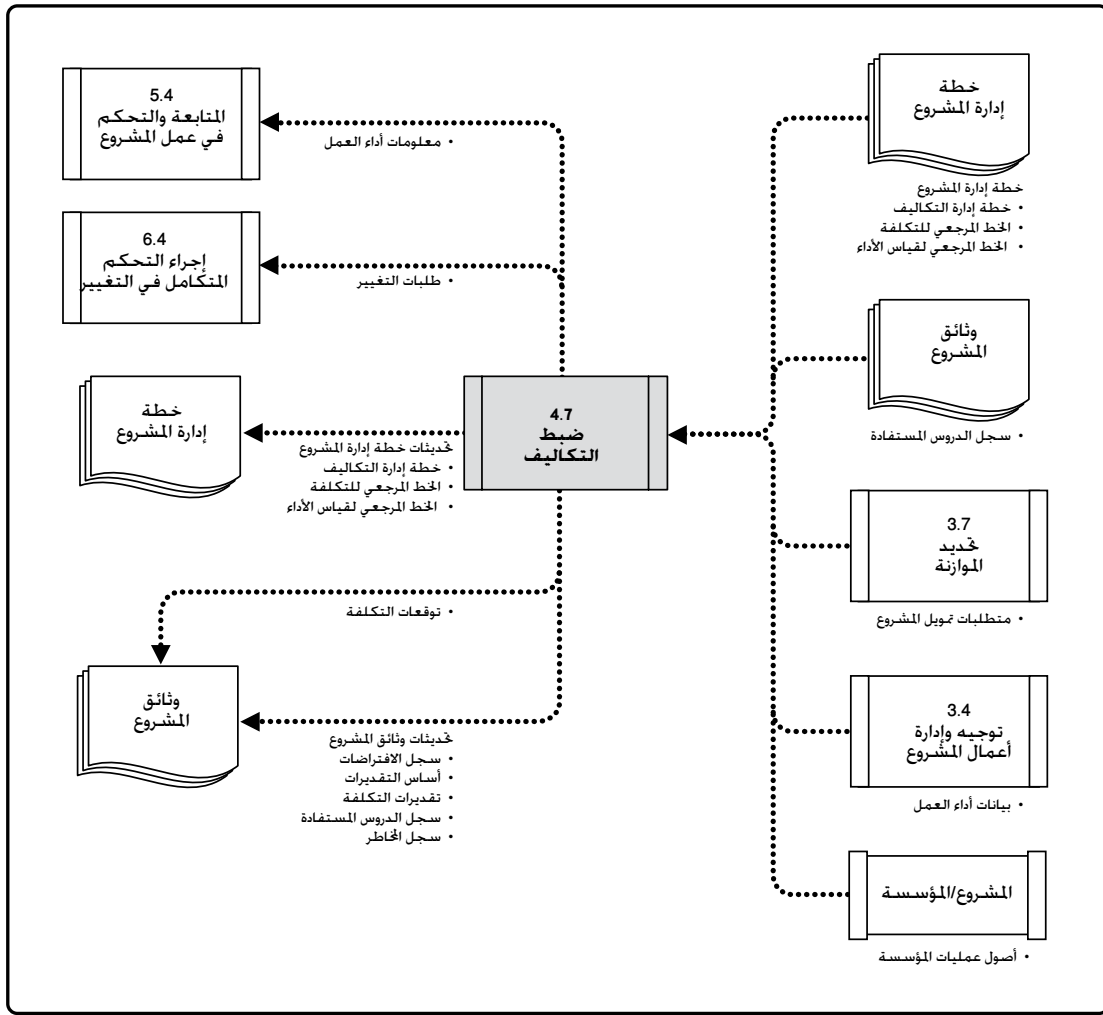 خطة
إدارة المشروع
خطة إدارة المشروع
• خطة إدارة التكاليف
• الخط المرجعي للتكلفة
• الخط المرجعي لقياس الأداء
وثائق
المشروع
• سجل الدروس المستفادة
3.7
تحديد
الموازنة
• متطلبات تمويل المشروع
3.4
توجيه وإدارة
أعمال المشروع
• بيانات أداء العمل
المشروع/المؤسسة
• أصول عمليات المؤسسة
4.7
ضبط
التكاليف
5.4
المتابعة والتحكم
في عمل المشروع
• معلومات أداء العمل
6.4
إجراء التحكم
المتكامل في التغيير
• طلبات التغيير
خطة
إدارة المشروع
تحديثات خطة إدارة المشروع
• خطة إدارة التكاليف
• الخط المرجعي للتكلفة
• الخط المرجعي لقياس الأداء
• توقعات التكلفة
وثائق
المشروع
تحديثات وثائق المشروع
• سجل الافتراضات
• أساس التقديرات
• تقديرات التكلفة
• سجل الدروس المستفادة
• سجل المخاطر